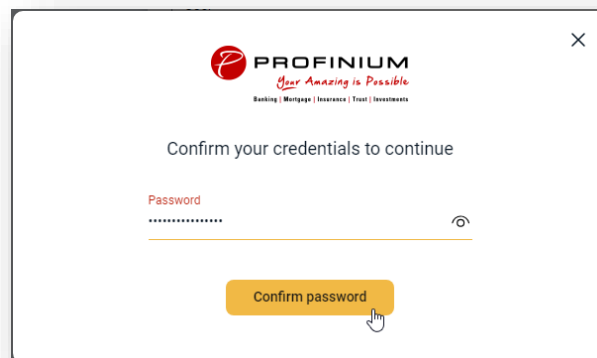 PROFINIUM
Your Amazing is Possible
Banking | Mortgage | Insurance | Trust | Investments
Confirm your credentials to continue
Password
••••••••••••••••
Confirm password